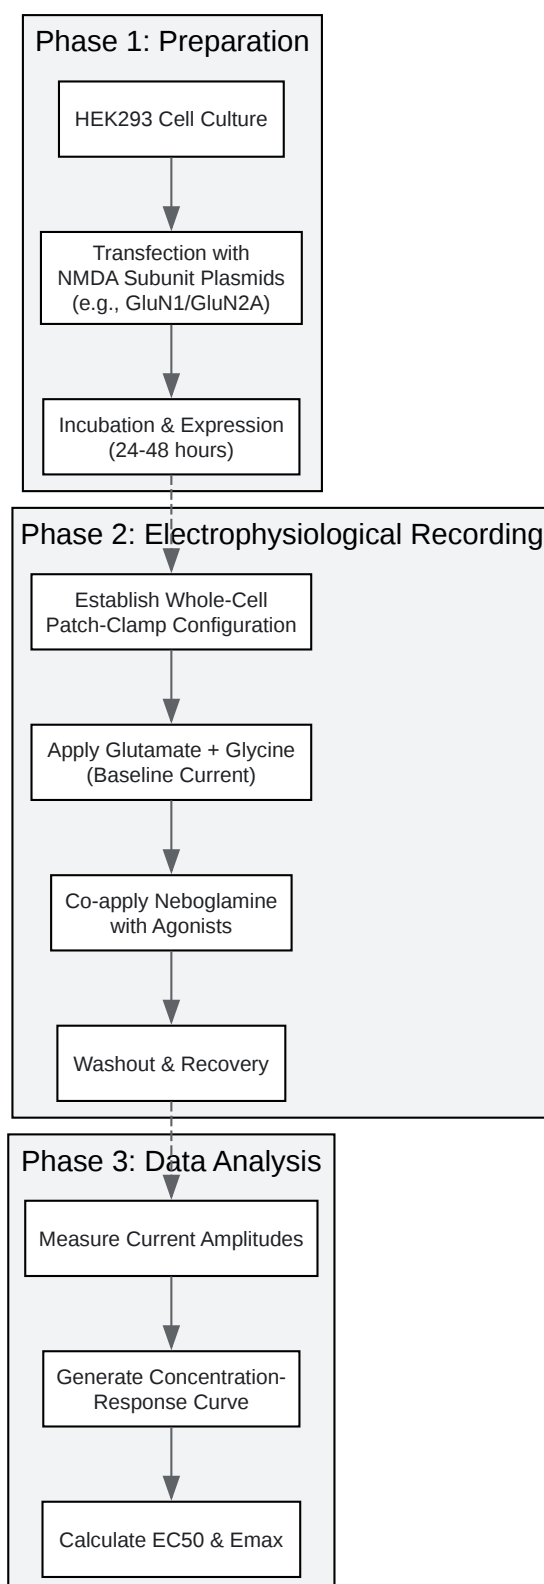 Phase 1: Preparation
HEK293 Cell Culture
Transfection with
NMDA Subunit Plasmids
(e.g., GluN1/GluN2A)
Incubation & Expression
(24-48 hours)
Phase 2: Electrophysiological Recording
Establish Whole-Cell
Patch-Clamp Configuration
Apply Glutamate + Glycine
(Baseline Current)
Co-apply Neboglamine
with Agonists
Washout & Recovery
Phase 3: Data Analysis
Measure Current Amplitudes
Generate Concentration-
Response Curve
Calculate EC50 & Emax